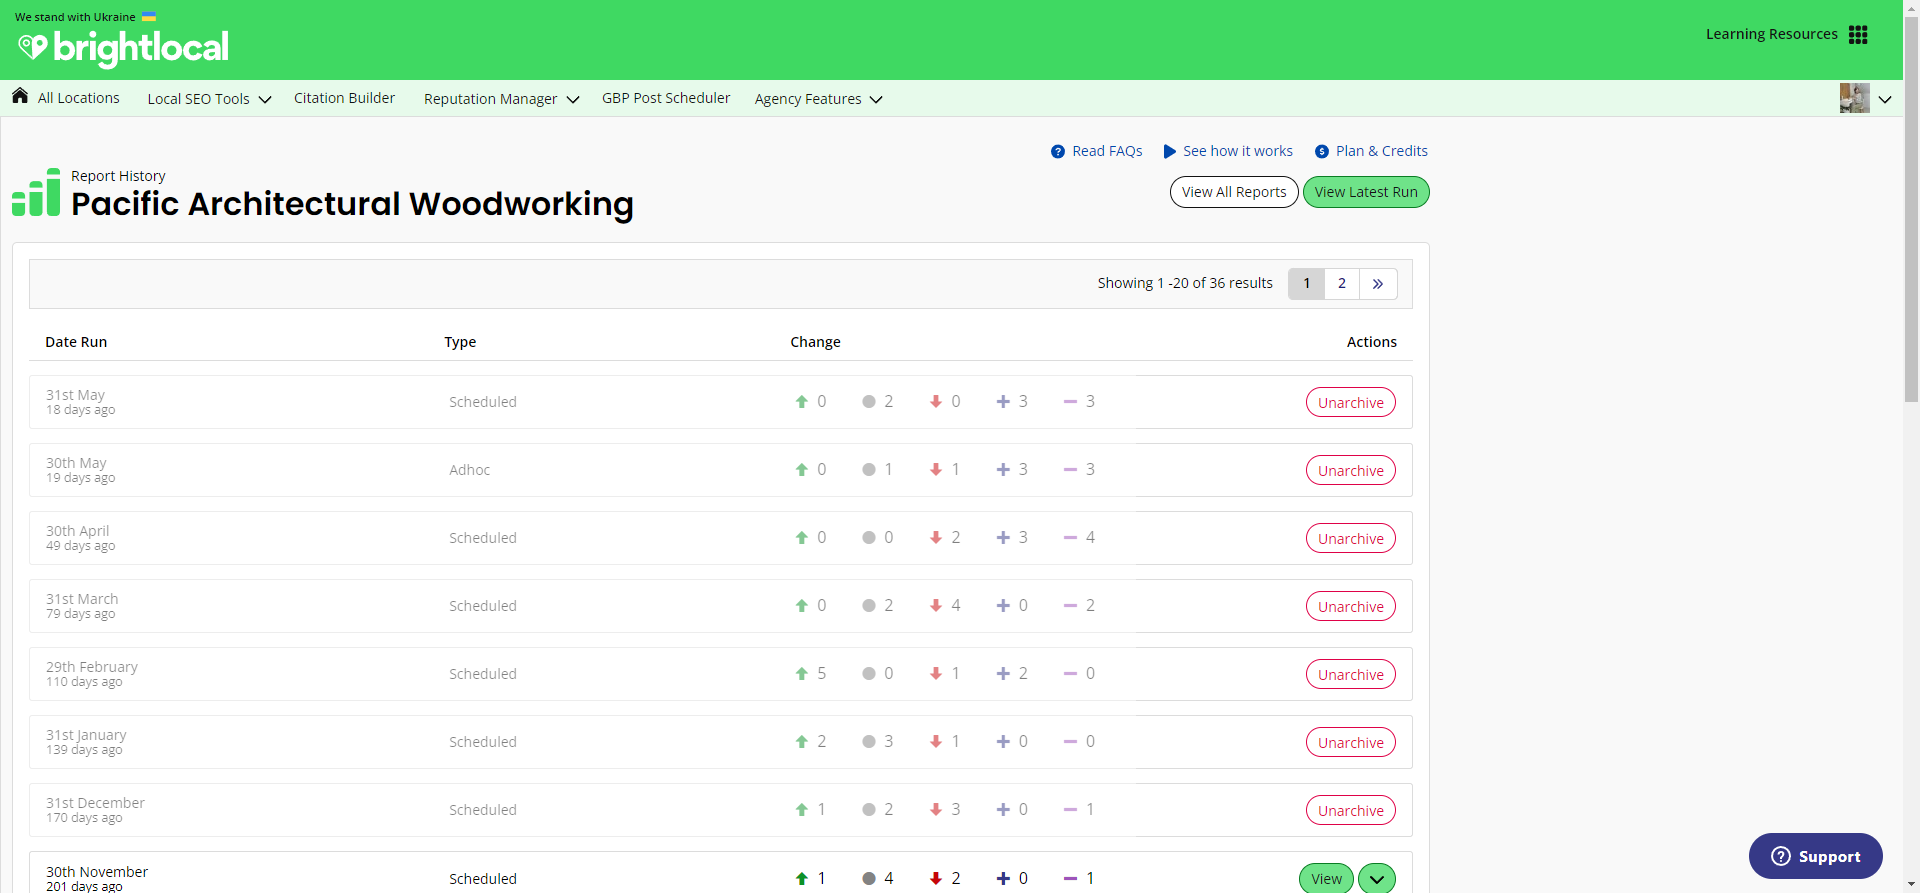 We stand with Ukraine
brightlocal
Learning Resources
All Locations Local SEO Tools Citation Builder Reputation Manager GBP Post Scheduler Agency Features
Read FAQs See how it works Plan & Credits
Report History
Pacific Architectural Woodworking
View All Reports View Latest Run
Showing 1 -20 of 36 results 1 2 »
Date Run Type Change Actions
31st May
18 days ago
Scheduled 0 2 0 3 3 Unarchive
30th May
19 days ago
Adhoc 0 1 1 3 3 Unarchive
30th April
49 days ago
Scheduled 0 0 2 3 4 Unarchive
31st March
79 days ago
Scheduled 0 2 4 0 2 Unarchive
29th February
110 days ago
Scheduled 5 0 1 2 0 Unarchive
31st January
139 days ago
Scheduled 2 3 1 0 0 Unarchive
31st December
170 days ago
Scheduled 1 2 3 0 1 Unarchive
30th November
201 days ago
Scheduled 1 4 2 0 1 View
Support